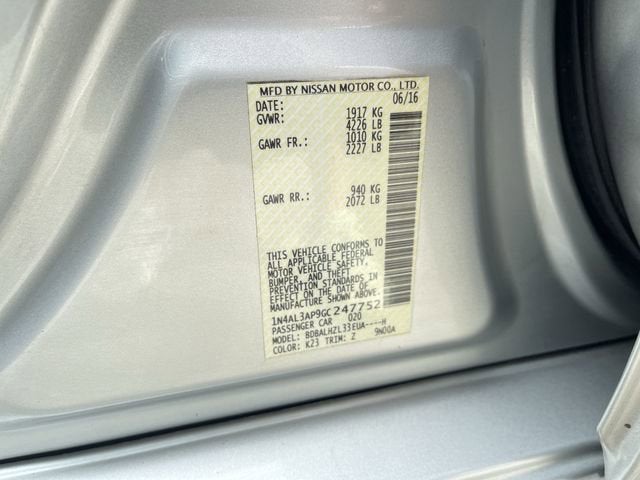 MFD BY NISSAN MOTOR CO., LTD.
DATE: 06/16
GVWR: 1917 KG
4226 LB
GAWR FR.: 1010 KG
2227 LB
GAWR RR.: 940 KG
2072 LB
THIS VEHICLE CONFORMS TO
ALL APPLICABLE FEDERAL
MOTOR VEHICLE SAFETY,
BUMPER, AND THEFT
PREVENTION STANDARDS IN
EFFECT ON THE DATE OF
MANUFACTURE SHOWN ABOVE.
1N4AL3AP9GC247752
PASSENGER CAR 020
MODEL: BDBALHZL33EUA----H
COLOR: K23 TRIM: Z 9N00A